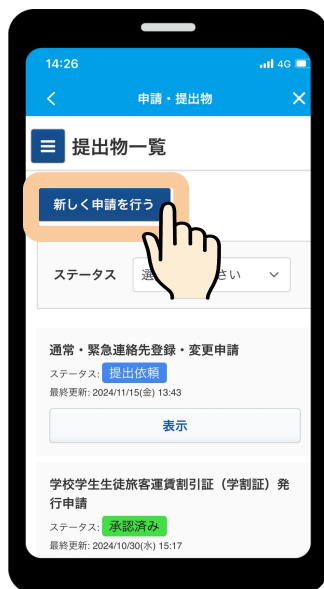 14:26
4G
申請・提出物
提出物一覧
新しく申請を行う
ステータス
選 さい
通常・緊急連絡先登録・変更申請
ステータス: 提出依頼
最終更新: 2024/11/15(金) 13:43
表示
学校学生生徒旅客運賃割引証（学割証）発
行申請
ステータス: 承認済み
最終更新: 2024/10/30(水) 15:17